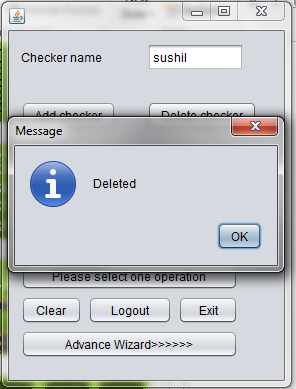 Checker name sushil
Add checker Delete checker
Message
Deleted
OK
Please select one operation
Clear Logout Exit
Advance Wizard>>>>>>